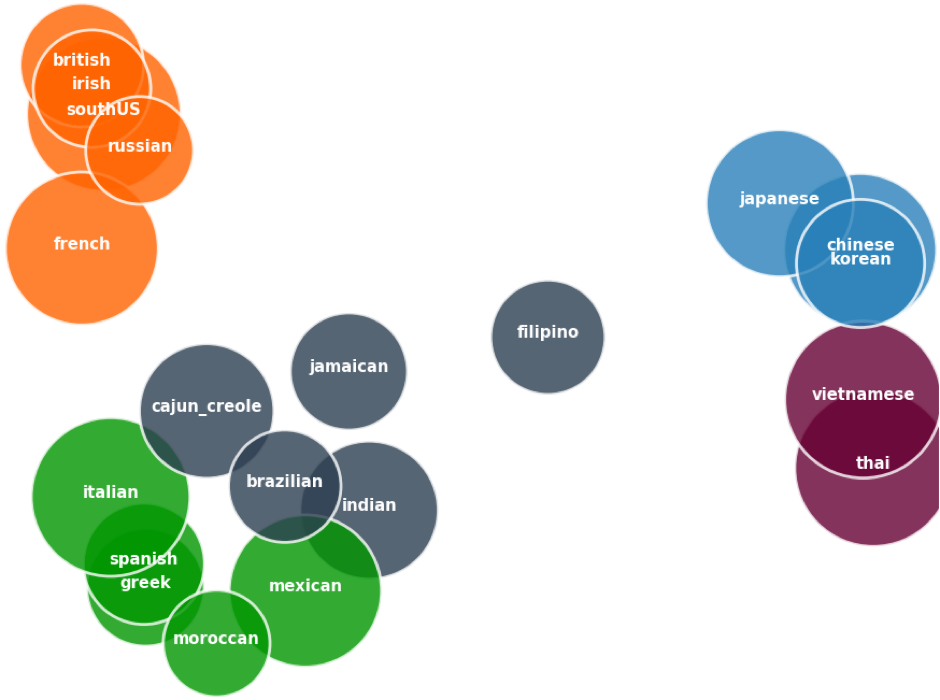 british
irish
southUS
russian
japanese
french
chinese
korean
filipino
jamaican
vietnamese
cajun_creole
thai
brazilian
italian
indian
spanish
greek
mexican
moroccan